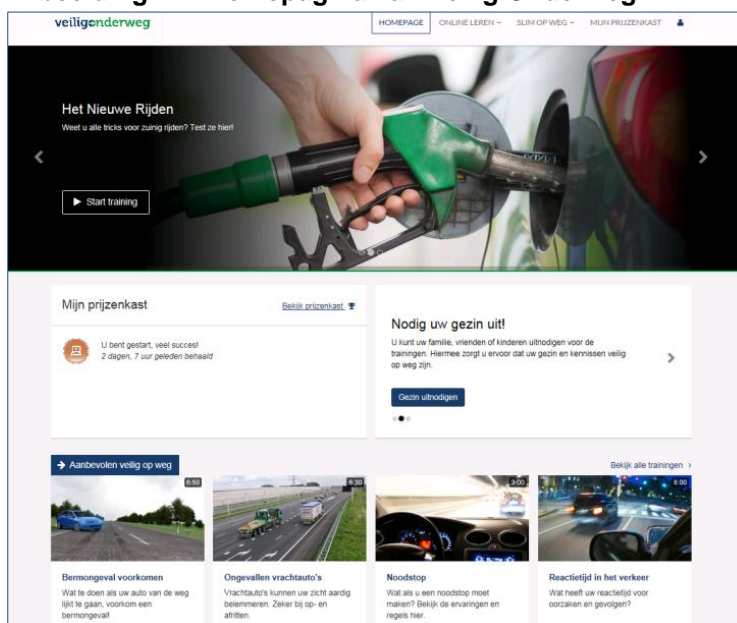 veiligonderweg
HOMEPAGE ONLINE LEREN SLIM OP WEG MIJN PRIJZENKAST
Het Nieuwe Rijden
Weet u alle tricks voor zuinig rijden? Test ze hier!
Start training
Mijn prijzenkast
Bekijk prijzenkast
U bent gestart, veel succes!
2 dagen, 7 uur geleden behaald
Nodig uw gezin uit!
U kunt uw familie, vrienden of kinderen uitnodigen voor de
trainingen. Hiermee zorgt u ervoor dat uw gezin en kennissen veilig
op weg zijn.
Gezin uitnodigen
Aanbevolen veilig op weg
Bekijk alle trainingen
6:50
6:30
3:00
8:00
Bermongeval voorkomen
Wat te doen als uw auto van de weg
lijkt te gaan, voorkom een
bermongeval!
Ongevallen vrachtauto's
Vrachtauto's kunnen uw zicht aardig
belemmeren. Zeker bij op- en
afritten.
Noodstop
Wat als u een noodstop moet
maken? Bekijk de ervaringen en
regels hier.
Reactietijd in het verkeer
Wat heeft uw reactietijd voor
oorzaken en gevolgen?